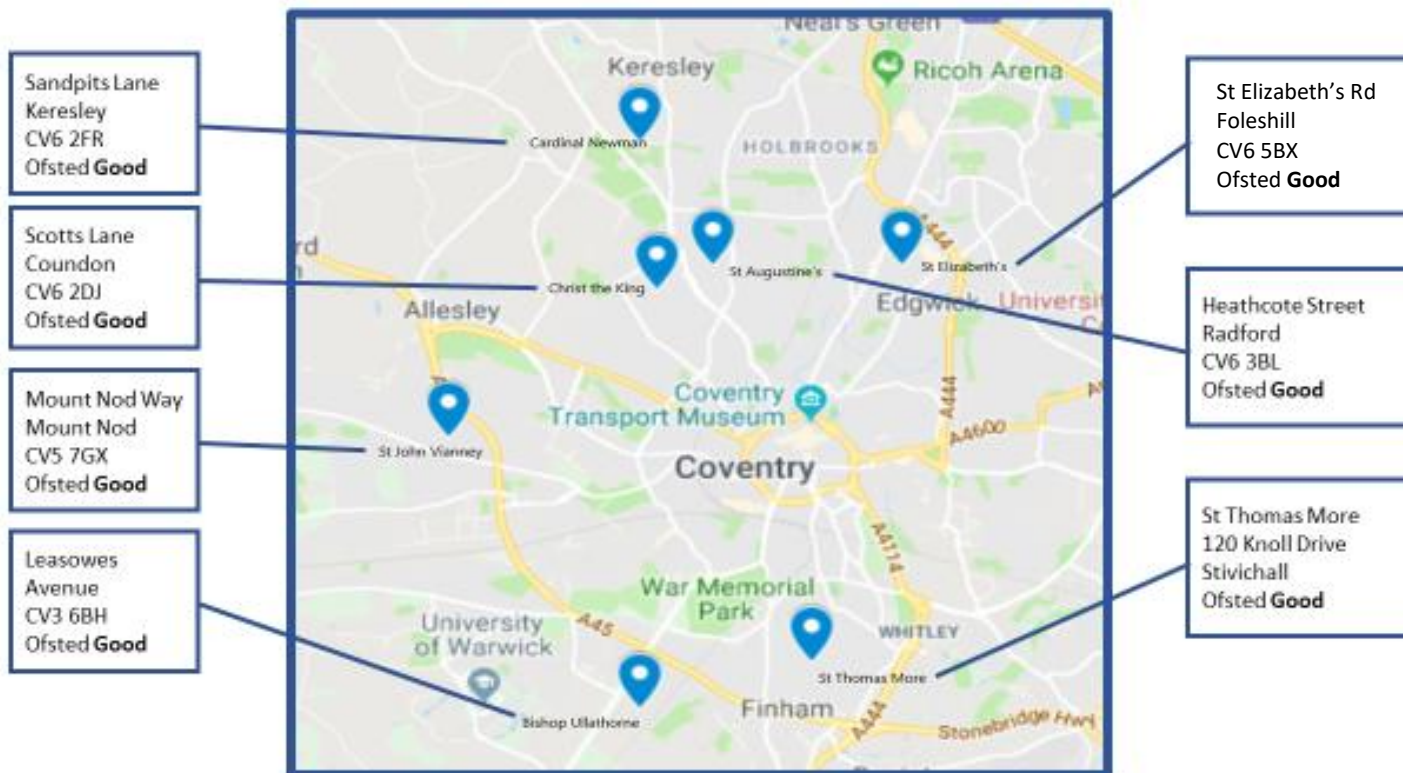 Sandpits Lane
Keresley
CV6 2FR
Ofsted Good
Scotts Lane
Coundon
CV6 2DJ
Ofsted Good
Mount Nod Way
Mount Nod
CV5 7GX
Ofsted Good
Leasowes
Avenue
CV3 6BH
Ofsted Good
Neal's Green
Keresley
Ricoh Arena
Cardinal Newman
HOLBROOKS
A444
St Elizabeth's
St Augustine's
Christ the King
Edgwick
Allesley
Coventry
Transport Museum
A444
A4600
St John Vianney
Coventry
A4114
War Memorial
Park
A45
University
of Warwick
WHITLEY
St Thomas More
Bishop Ullathorne
Finham
A444
Stonebridge Hwy
St Elizabeth's Rd
Foleshill
CV6 5BX
Ofsted Good
Heathcote Street
Radford
CV6 3BL
Ofsted Good
St Thomas More
120 Knoll Drive
Stivichall
Ofsted Good